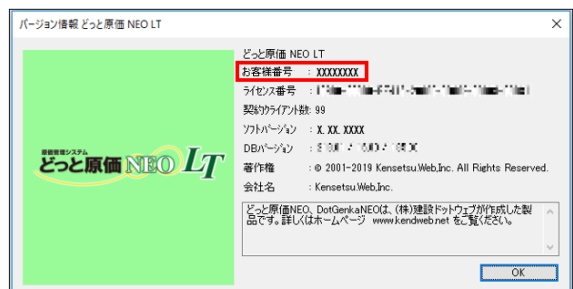 バージョン情報 どっと原価 NEO LT
どっと原価 NEO LT
お客様番号 : XXXXXXXX
ライセンス番号 :
契約クライアント数: 99
ソフトバージョン : X. XX. XXXX
DBバージョン :
著作権 : © 2001-2019 Kensetsu.Web,Inc. All Rights Reserved.
会社名 : Kensetsu.Web,Inc.
原価管理システム
どっと原価 NEO LT
どっと原価NEO、DotGenkaNEOは、(株)建設ドットウェブが作成した製
品です。詳しくはホームページ www.kendweb.net をご覧ください。
OK